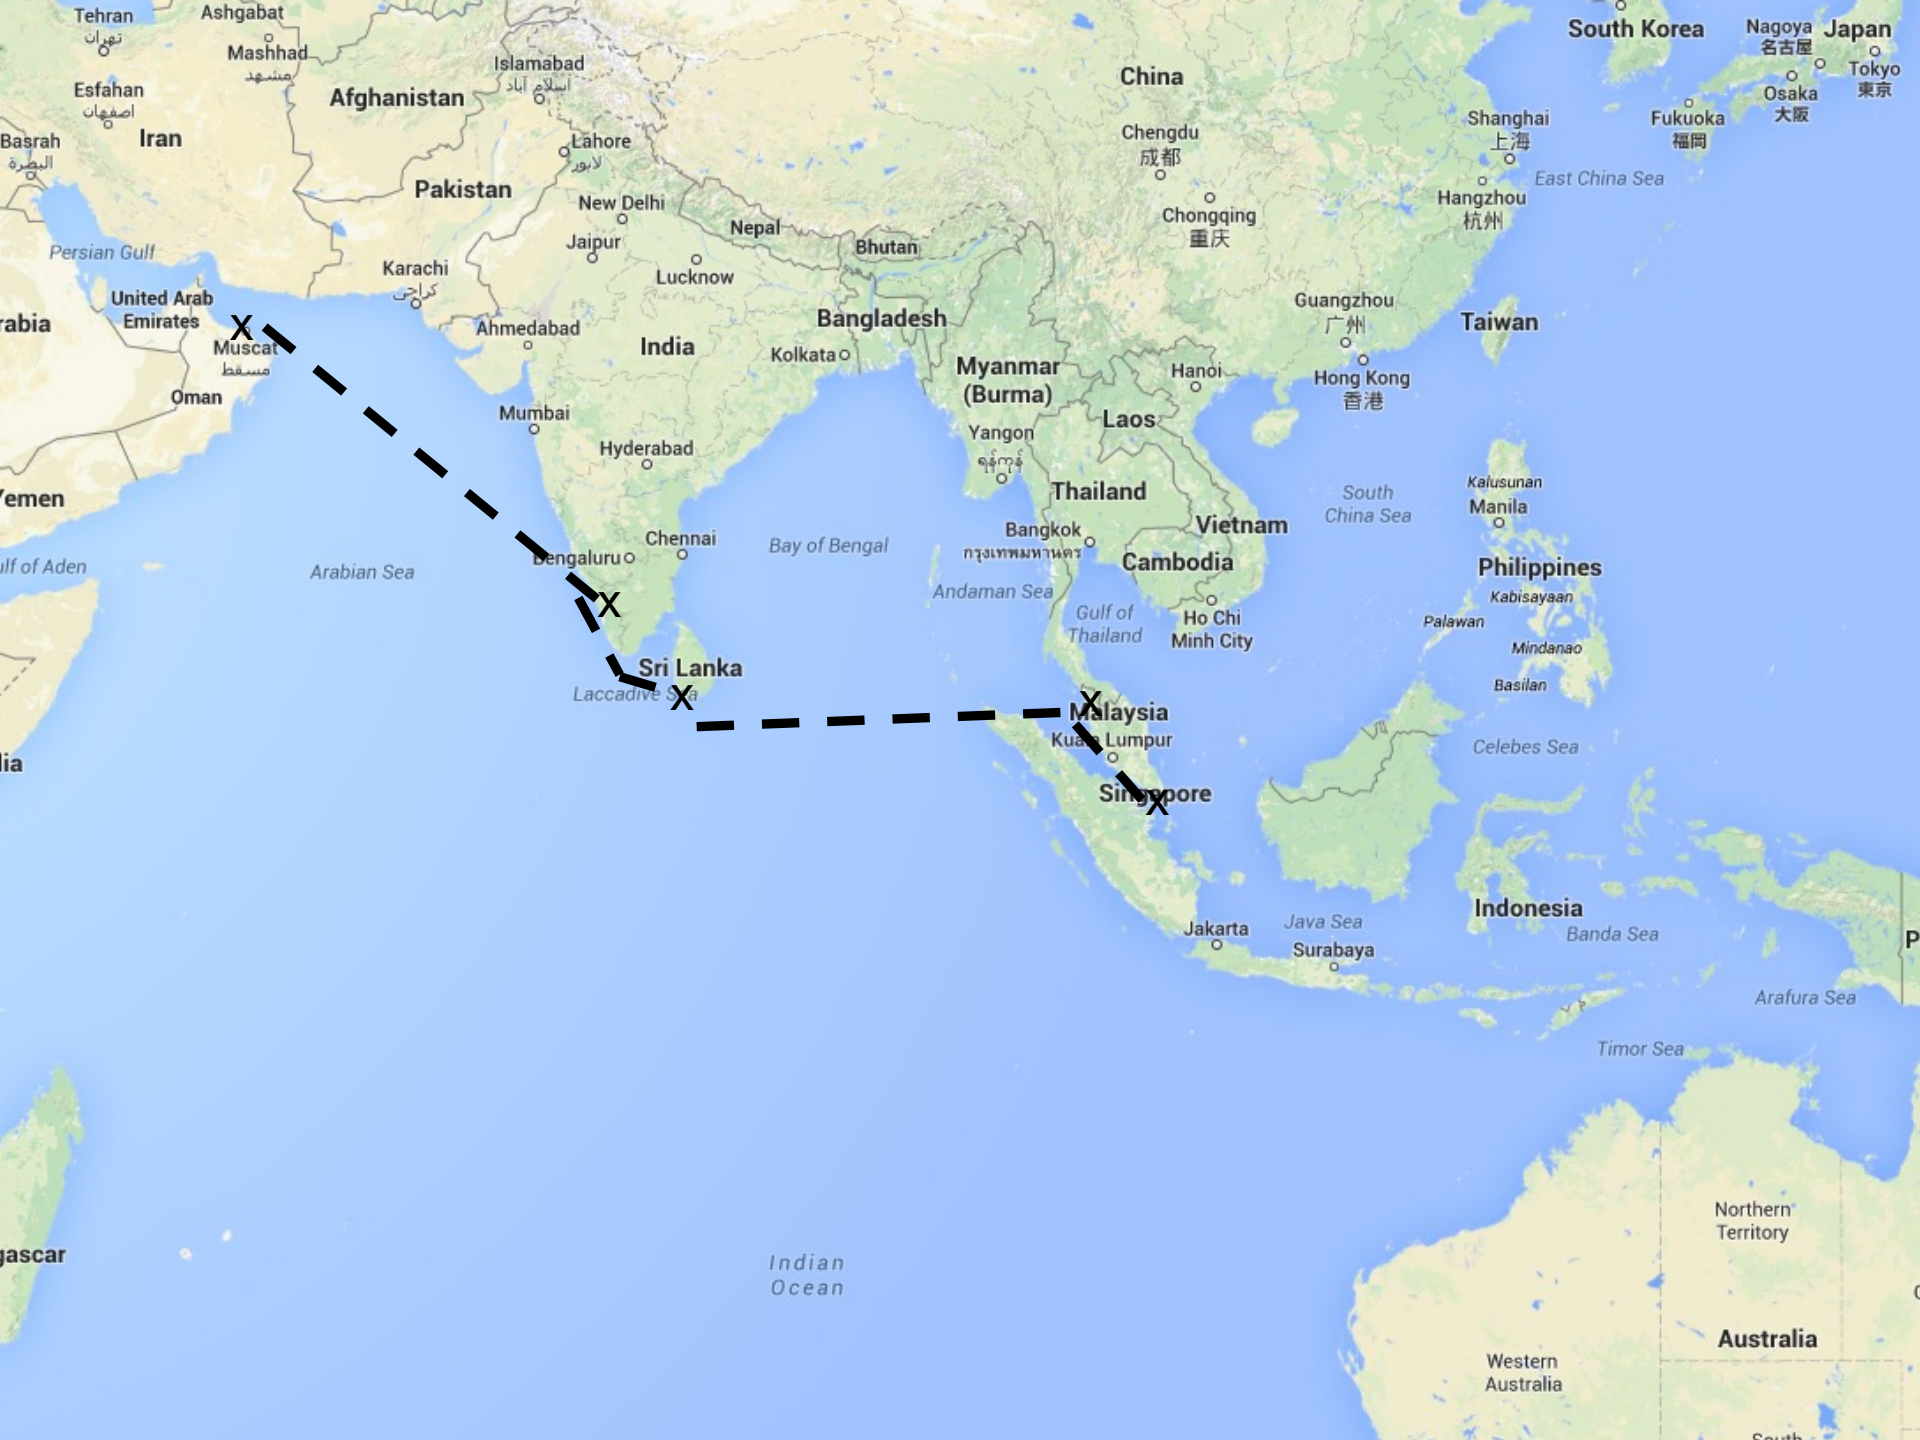 Tehran
تهران
Ashgabat
Mashhad
مشهد
Islamabad
اسلام آباد
Esfahan
اصفهان
Afghanistan
Basrah
البصرة
Iran
Lahore
لاہور
Pakistan
New Delhi
Jaipur
Nepal
Lucknow
Bhutan
Persian Gulf
Karachi
کراچی
United Arab
Emirates
rabia
X
Muscat
مسقط
Oman
Ahmedabad
India
Kolkata
Bangladesh
Mumbai
Hyderabad
Yemen
ulf of Aden
Arabian Sea
Bengaluru
Chennai
X
Bay of Bengal
Sri Lanka
Laccadive Sea
X
lia
China
Chengdu
成都
Chongqing
重庆
South Korea
Nagoya
名古屋
Japan
Tokyo
東京
Osaka
大阪
Fukuoka
福岡
Shanghai
上海
Hangzhou
杭州
East China Sea
Guangzhou
广州
Taiwan
Hong Kong
香港
Hanoi
Myanmar
(Burma)
Laos
Yangon
ရန်ကုန်
Thailand
South
China Sea
Bangkok
กรุงเทพมหานคร
Vietnam
Cambodia
Andaman Sea
Gulf of
Thailand
Ho Chi
Minh City
Kalusunan
Manila
Philippines
Kabisayaan
Palawan
Mindanao
Basilan
X
Malaysia
Kuala Lumpur
Singapore
X
Celebes Sea
Indonesia
Banda Sea
Jakarta
Java Sea
Surabaya
P
Arafura Sea
Timor Sea
gascar
Indian
Ocean
Northern
Territory
Western
Australia
Australia
South